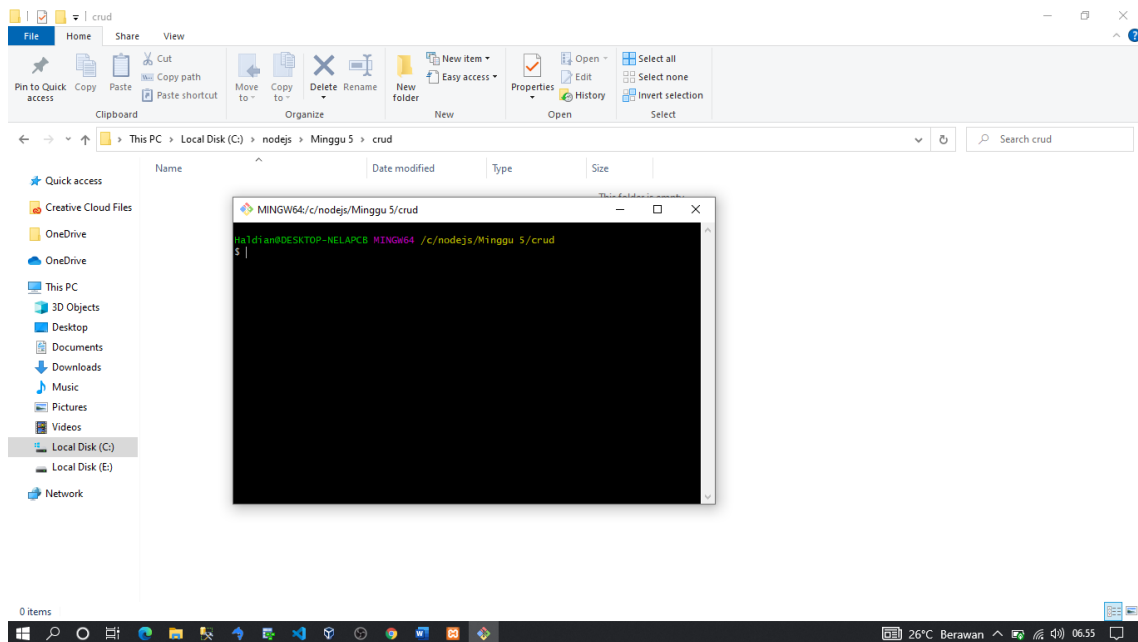 crud
File Home Share View
Pin to Quick access
Copy
Paste
Cut
Copy path
Paste shortcut
Clipboard
Move to
Copy to
Delete
Rename
Organize
New folder
New item
Easy access
New
Properties
Open
Edit
History
Open
Select all
Select none
Invert selection
Select
This PC > Local Disk (C:) > nodejs > Minggu 5 > crud
Search crud
Name Date modified Type Size
This folder is empty.
Quick access
Creative Cloud Files
OneDrive
OneDrive
This PC
3D Objects
Desktop
Documents
Downloads
Music
Pictures
Videos
Local Disk (C:)
Local Disk (E:)
Network
MINGW64:/c/nodejs/Minggu 5/crud
Haldian@DESKTOP-NELAPCB MINGW64 /c/nodejs/Minggu 5/crud
$
0 items
26°C Berawan 06.55